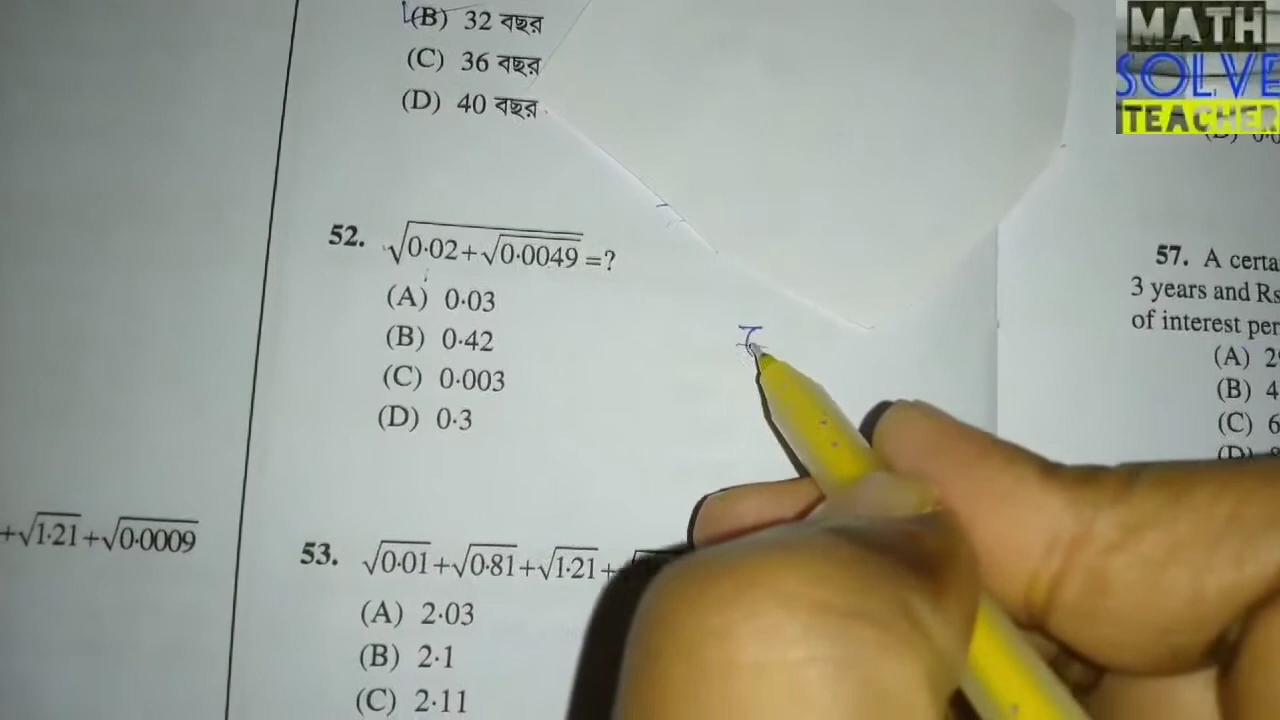 (B) 32 বছর
(C) 36 বছর
(D) 40 বছর
52. √0·02+√0·0049 =?
(A) 0·03
(B) 0·42
(C) 0·003
(D) 0·3
+√1·21+√0·0009
53. √0·01+√0·81+√1·21+
(A) 2·03
(B) 2·1
(C) 2·11
MATH
SOLVE
TEACHER
57. A certa
3 years and Rs
of interest per
(A) 2
(B) 4
(C) 6
(D)